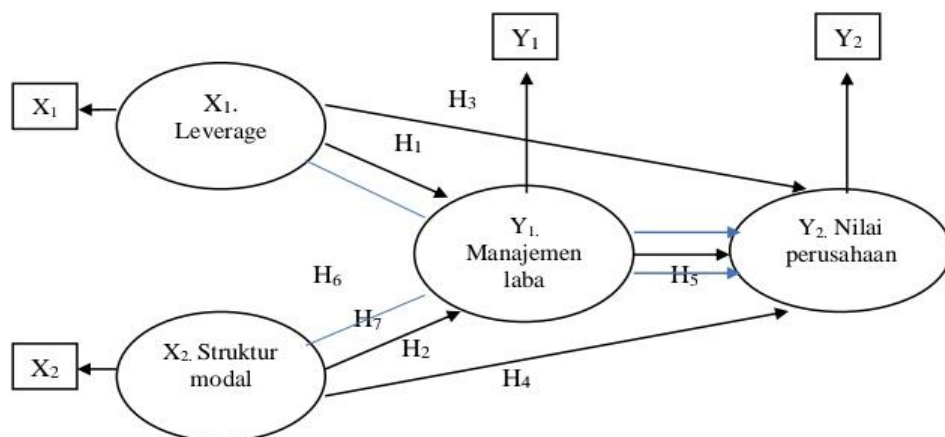 Y₁
Y₂
X₁
X₁. Leverage
H₃
H₁
Y₁. Manajemen laba
Y₂. Nilai perusahaan
H₆
H₅
H₇
X₂
X₂. Struktur modal
H₂
H₄